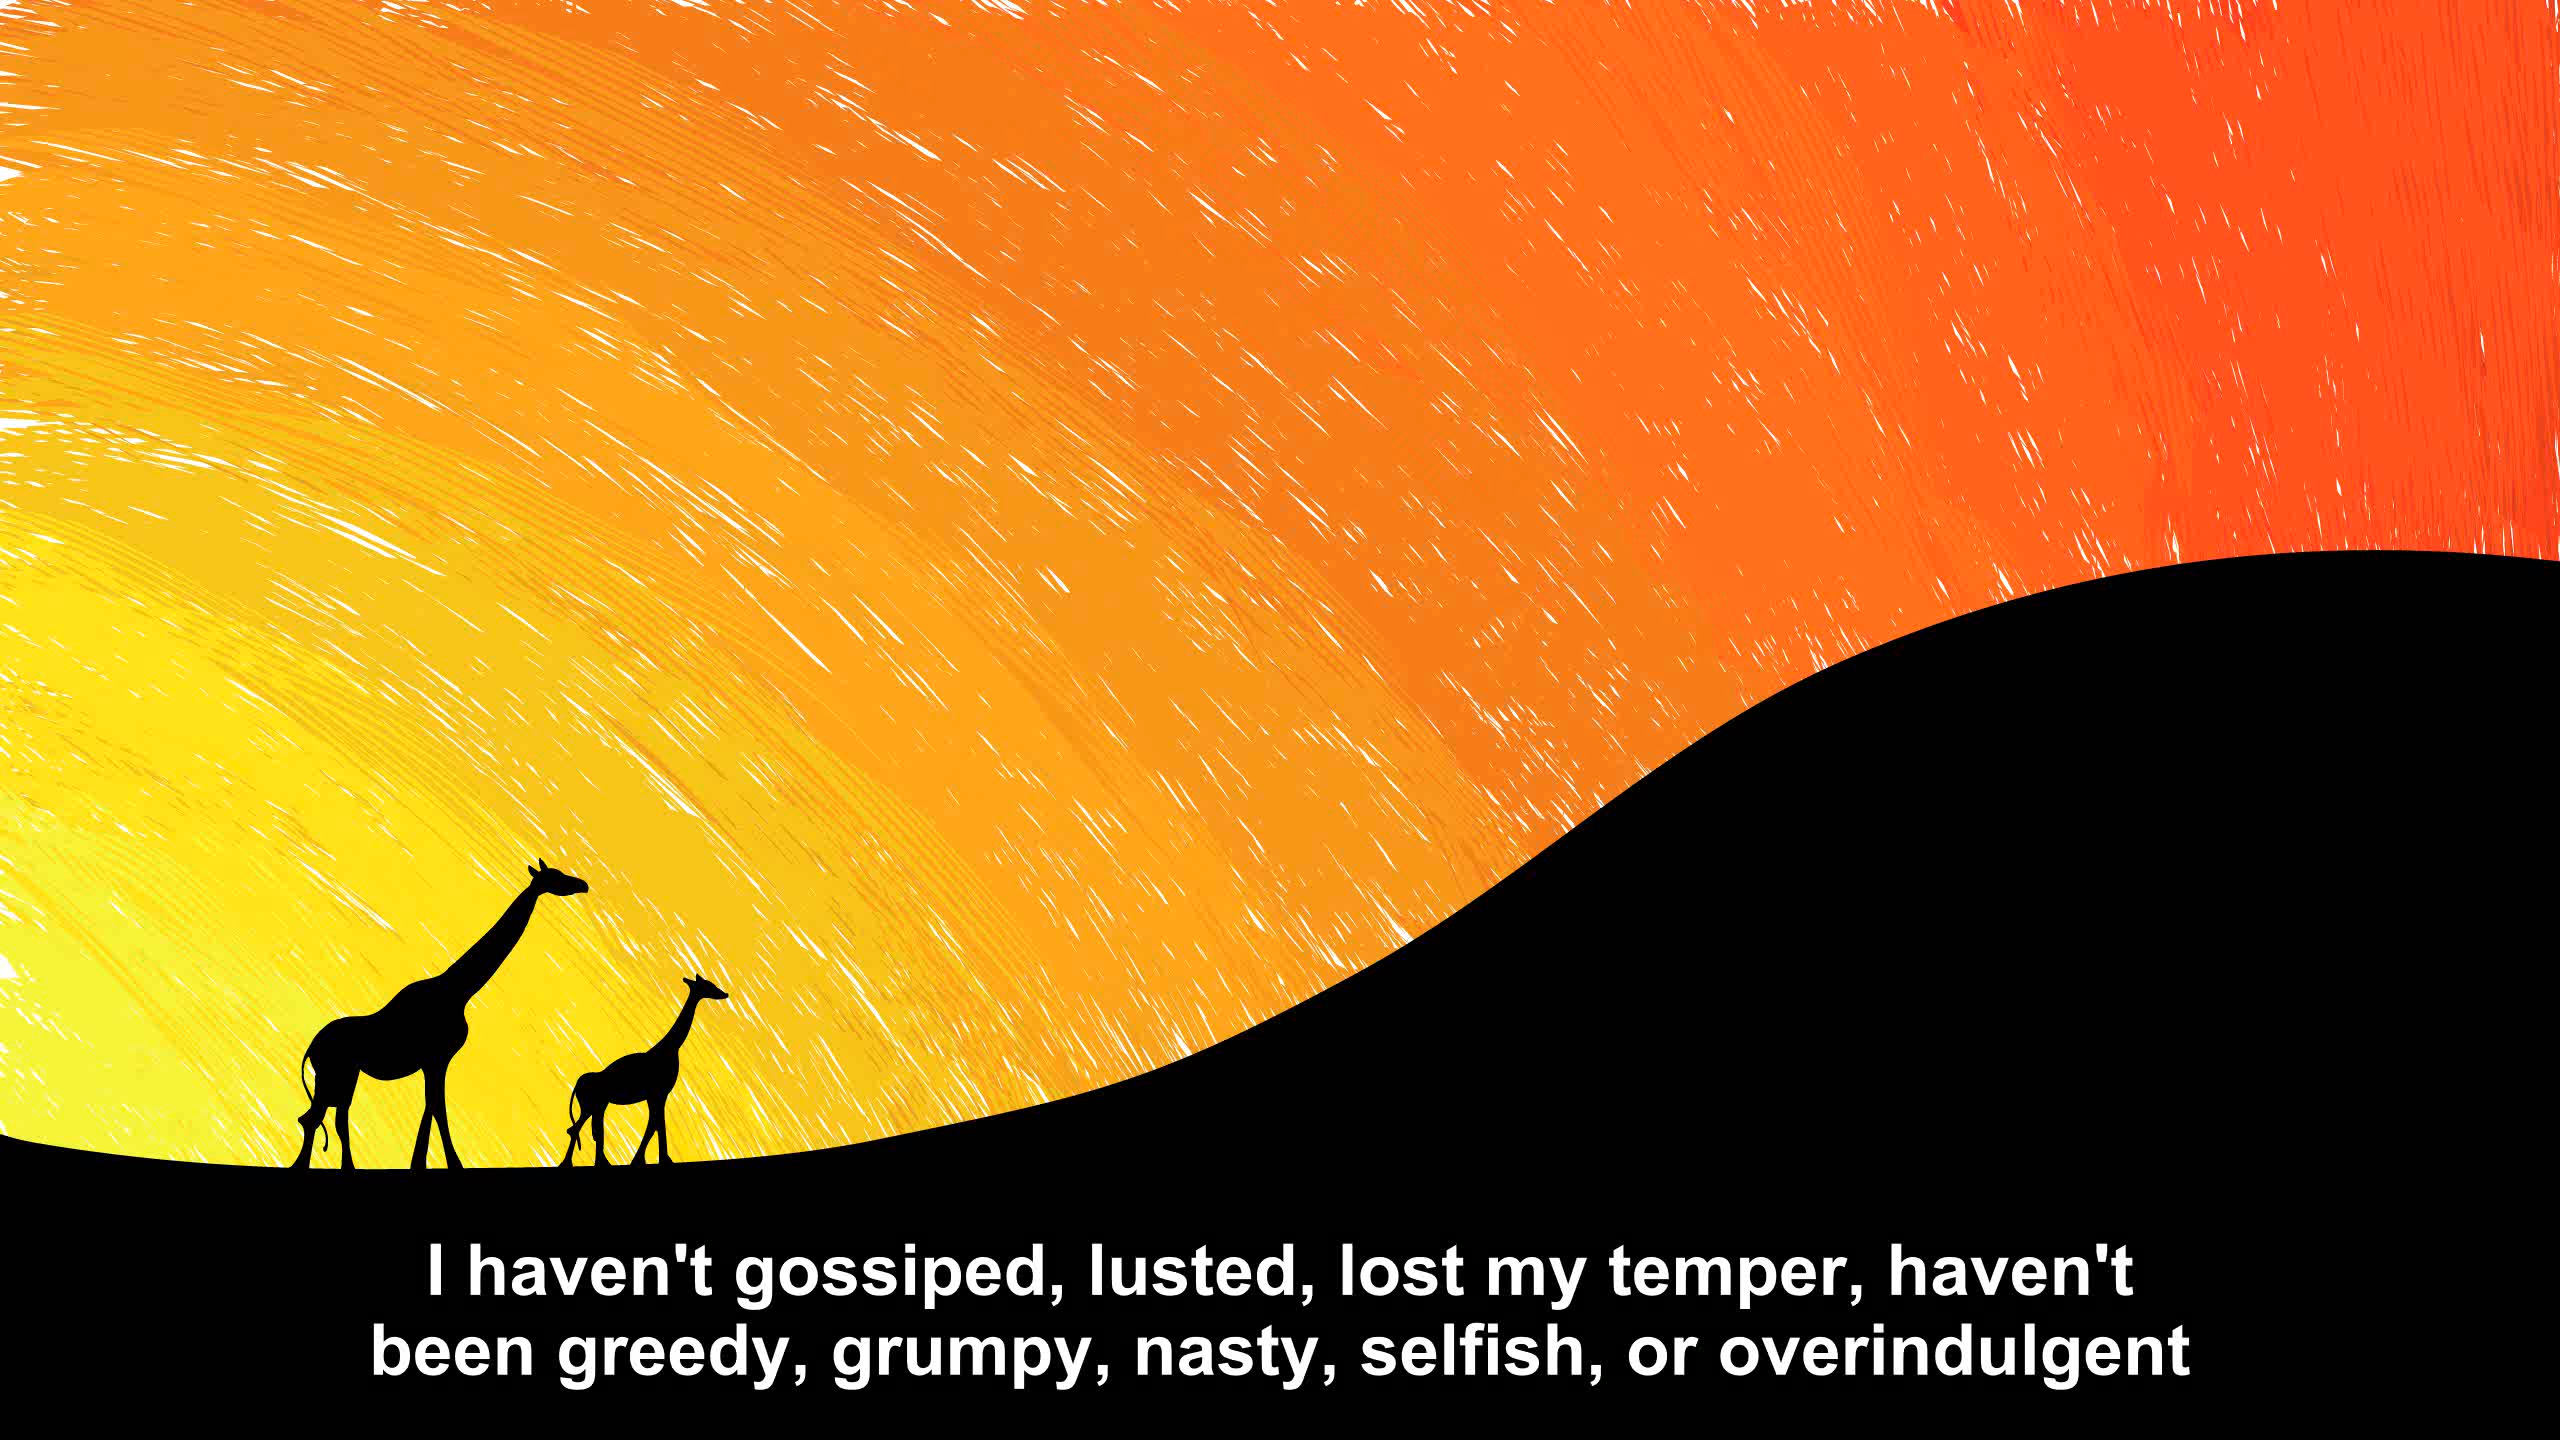 I haven't gossiped, lusted, lost my temper, haven't
been greedy, grumpy, nasty, selfish, or overindulgent